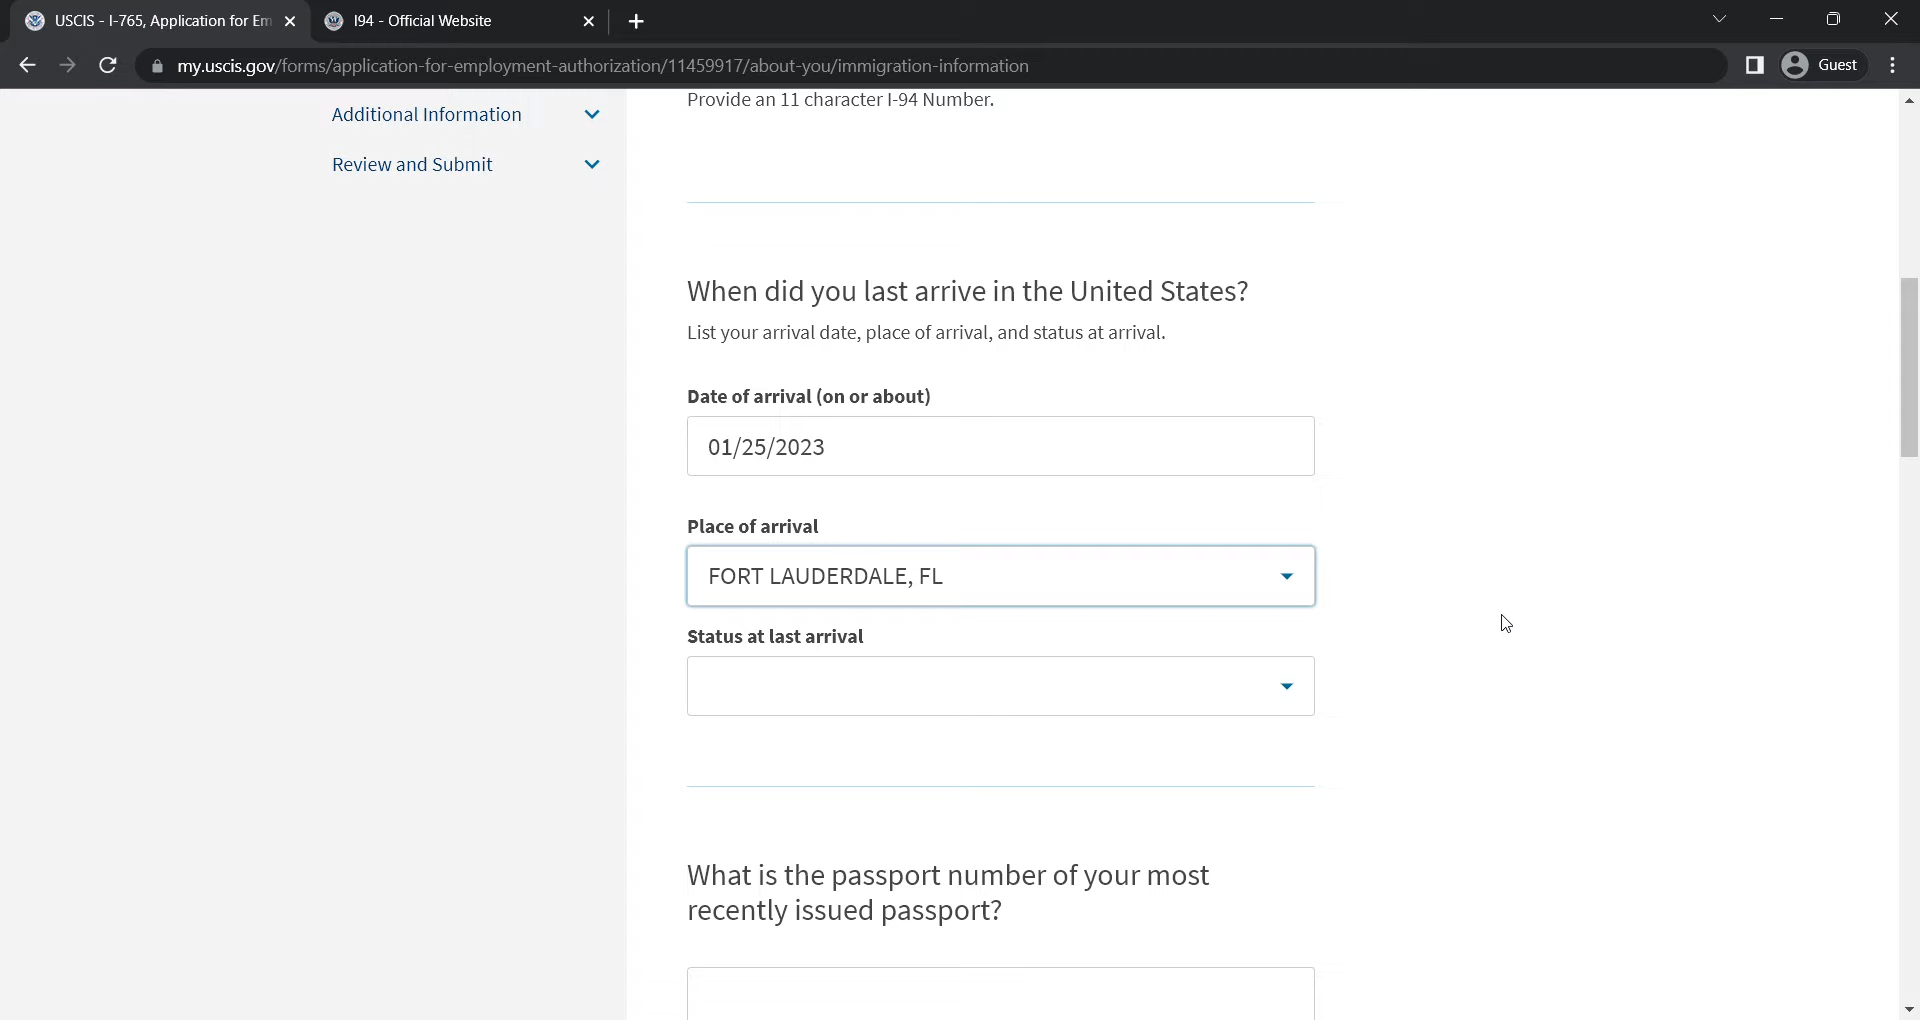 USCIS - I-765, Application for Em
I94 - Official Website
my.uscis.gov/forms/application-for-employment-authorization/11459917/about-you/immigration-information
Guest
Additional Information
Review and Submit
Provide an 11 character I-94 Number.
When did you last arrive in the United States?
List your arrival date, place of arrival, and status at arrival.
Date of arrival (on or about)
01/25/2023
Place of arrival
FORT LAUDERDALE, FL
Status at last arrival
What is the passport number of your most
recently issued passport?